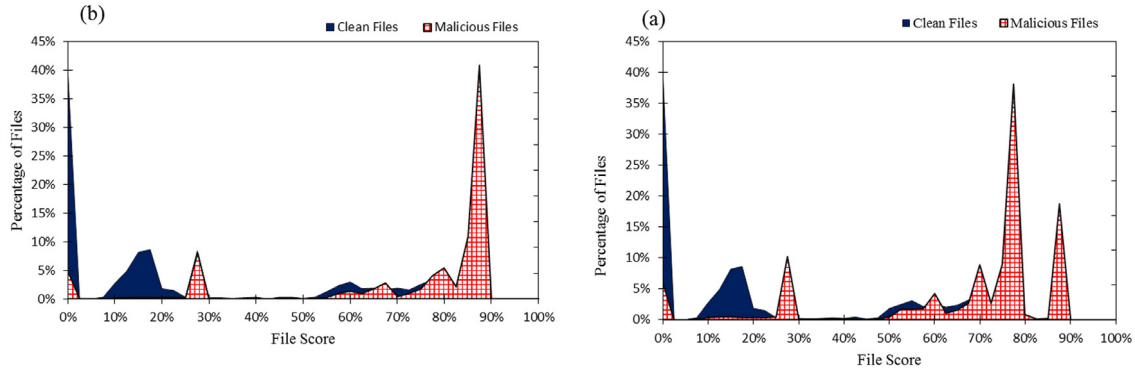 (b)
Clean Files Malicious Files
45%
40%
35%
30%
25%
20%
15%
10%
5%
0%
Percentage of Files
0% 10% 20% 30% 40% 50% 60% 70% 80% 90% 100%
File Score
(a)
Clean Files Malicious Files
45%
40%
35%
30%
25%
20%
15%
10%
5%
0%
Percentage of Files
0% 10% 20% 30% 40% 50% 60% 70% 80% 90% 100%
File Score